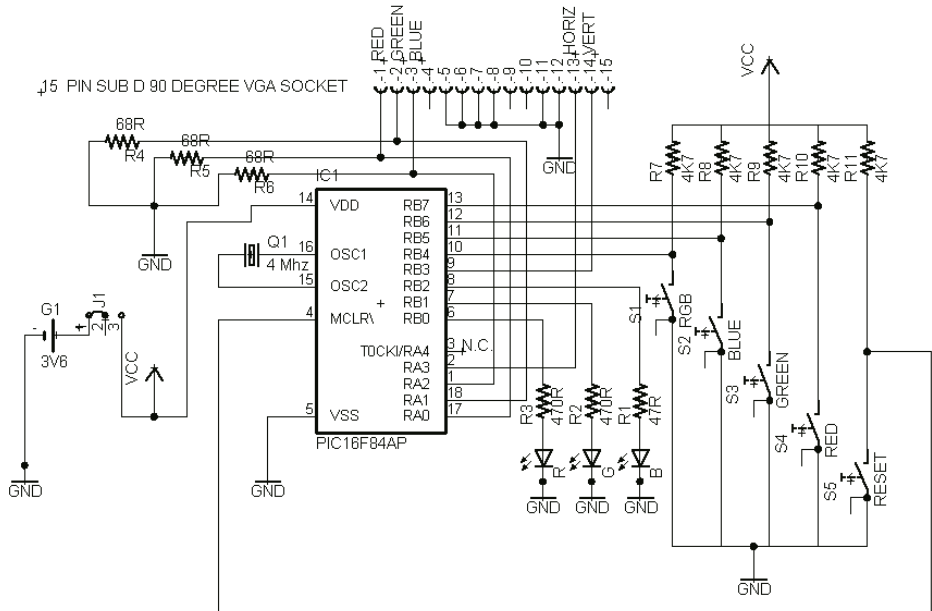 RED
GREEN
BLUE
HORIZ
VERT
-1
-2
-3
-4
-5
-6
-7
-8
-9
-10
-11
-12
-13
-14
-15
15 PIN SUB D 90 DEGREE VGA SOCKET
VCC
68R
R4
68R
R5
68R
R6
GND
GND
R7
4K7
R8
4K7
R9
4K7
R10
4K7
R11
4K7
IC1
14 VDD
16 OSC1
15 OSC2
4 MCLR\
5 VSS
RB7 13
RB6 12
RB5 11
RB4 10
RB3 9
RB2 8
RB1 7
RB0 6
T0CKI/RA4 3
N.C.
RA3 2
RA2 1
RA1 18
RA0 17
PIC16F84AP
Q1
4 Mhz
G1
-
3V6
J1
1
2
3
VCC
GND
GND
R3
470R
R2
470R
R1
47R
R
G
B
GND
GND
GND
S1
RGB
S2
BLUE
S3
GREEN
S4
RED
S5
RESET
GND